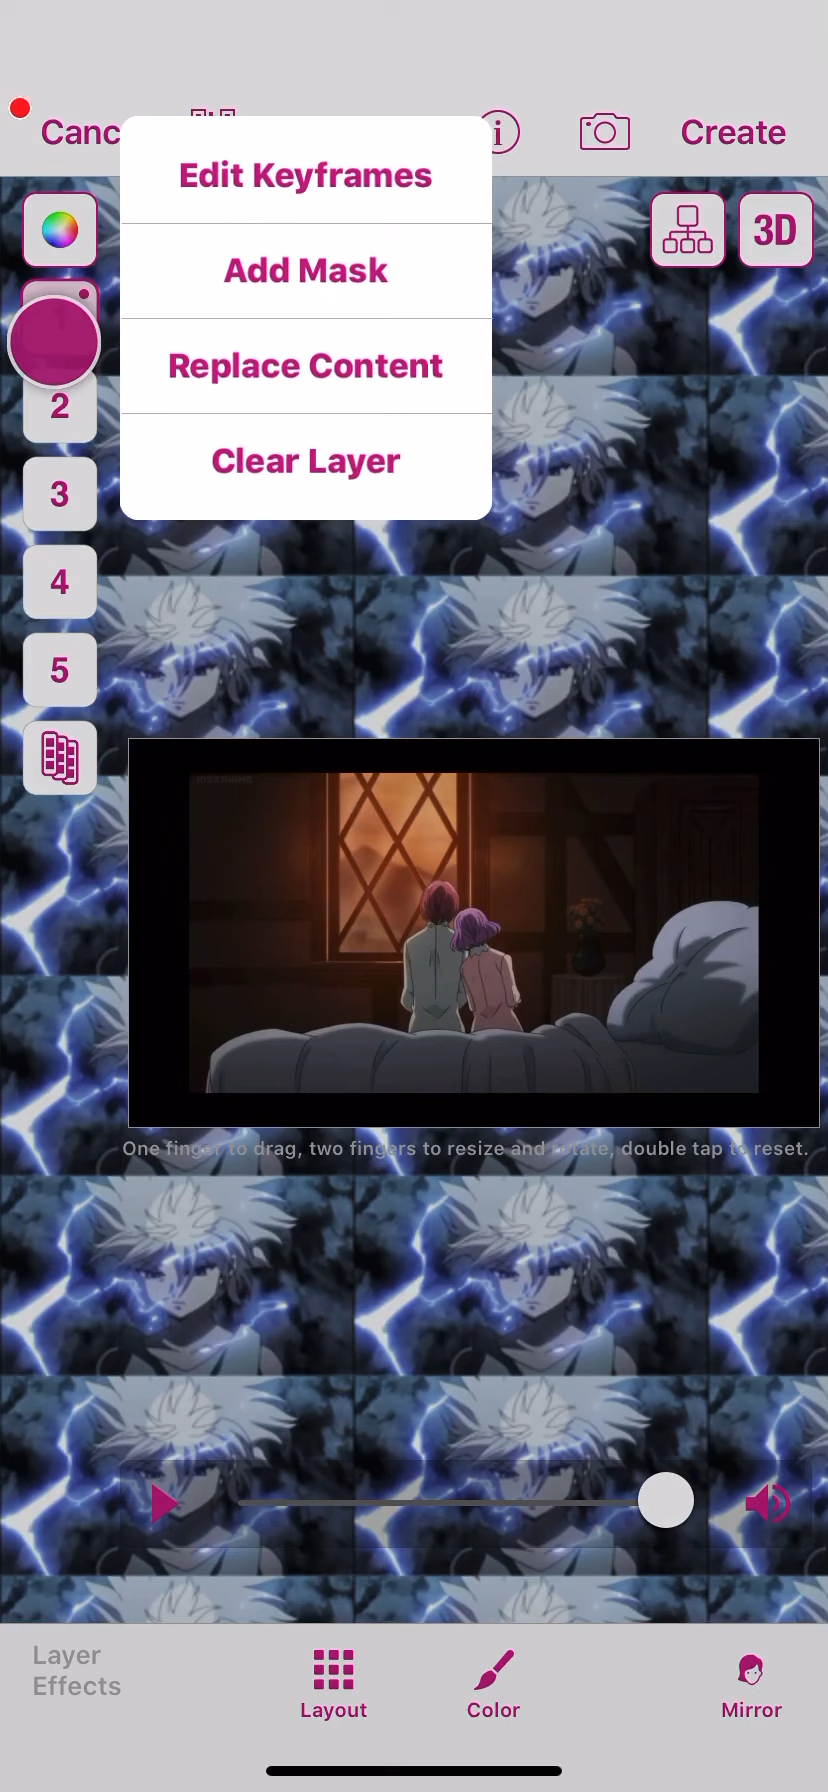 Canc
Create
Edit Keyframes
Add Mask
Replace Content
Clear Layer
3D
2
3
4
5
One finger to drag, two fingers to resize and rotate, double tap to reset.
Layer
Effects
Layout
Color
Mirror